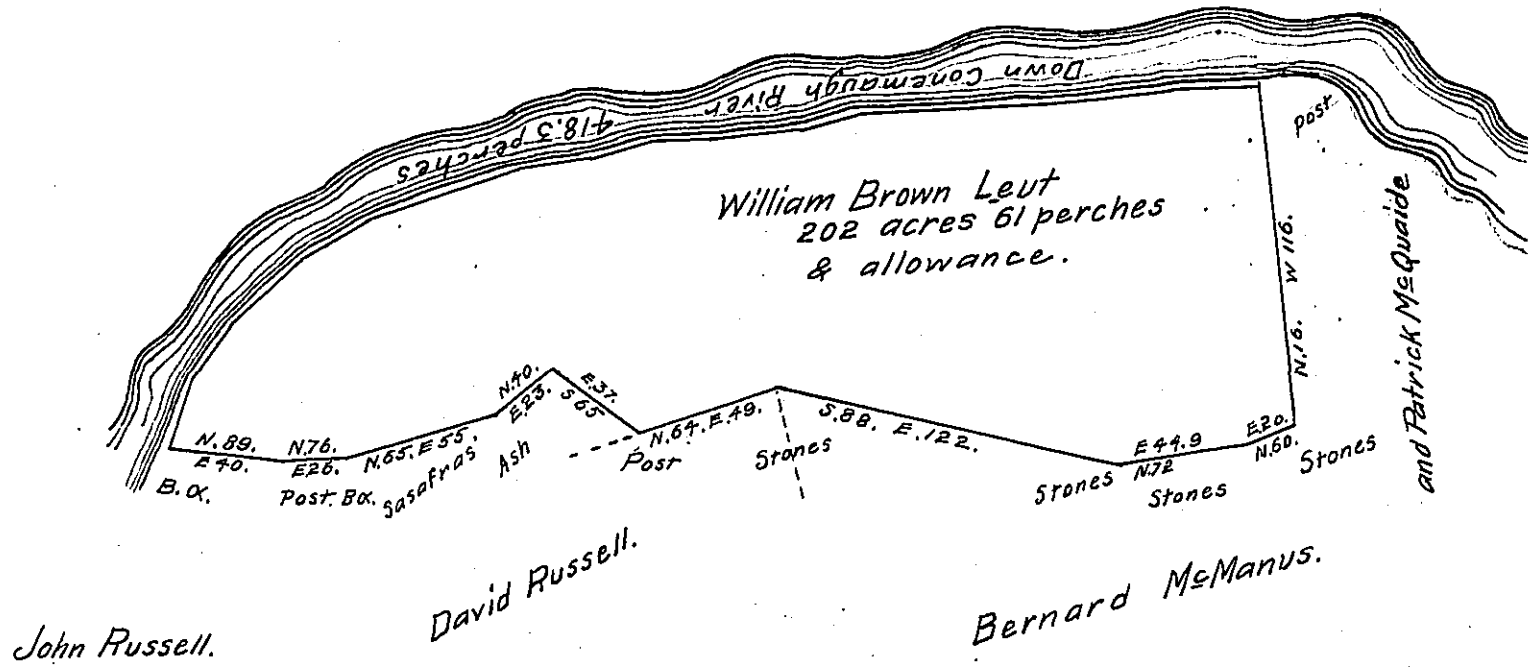 Down Conemaugh River
418.3 perches
post
William Brown Leut
202 acres 61 perches
& allowance.
N.16. W 116.
and Patrick McQuaide
N. 89.
E 40.
N.76.
E26.
N.65. E 55.
N.40.
E.23.
E.37.
S 65
N.64. E.49.
S.88. E.122.
E 44.9
N.72
E.20.
N.60.
B.O.
Post. BO.
Sasafras
Ash
Post
Stones
Stones
Stones
Stones
David Russell.
Bernard McManus.
John Russell.